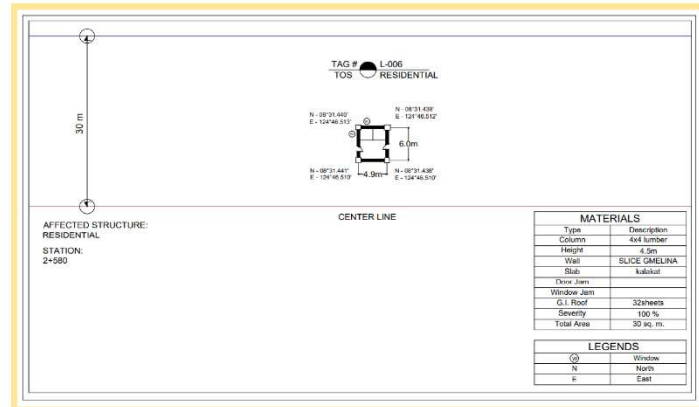 TAG # L-006
TOS RESIDENTIAL
N - 08°31.440'
E - 124°46.513'
N - 08°31.439'
E - 124°46.512'
W
D
30 m
6.0m
N - 08°31.441'
E - 124°46.510'
4.9m
N - 08°31.438'
E - 124°46.510'
CENTER LINE
AFFECTED STRUCTURE:
RESIDENTIAL
STATION:
2+580
MATERIALS
Type Description
Column 4x4 lumber
Height 4.5m
Wall SLICE GMELINA
Slab kalakat
Door Jam
Window Jam
G.I. Roof 32sheets
Severity 100 %
Total Area 30 sq. m.
LEGENDS
W Window
N North
E East